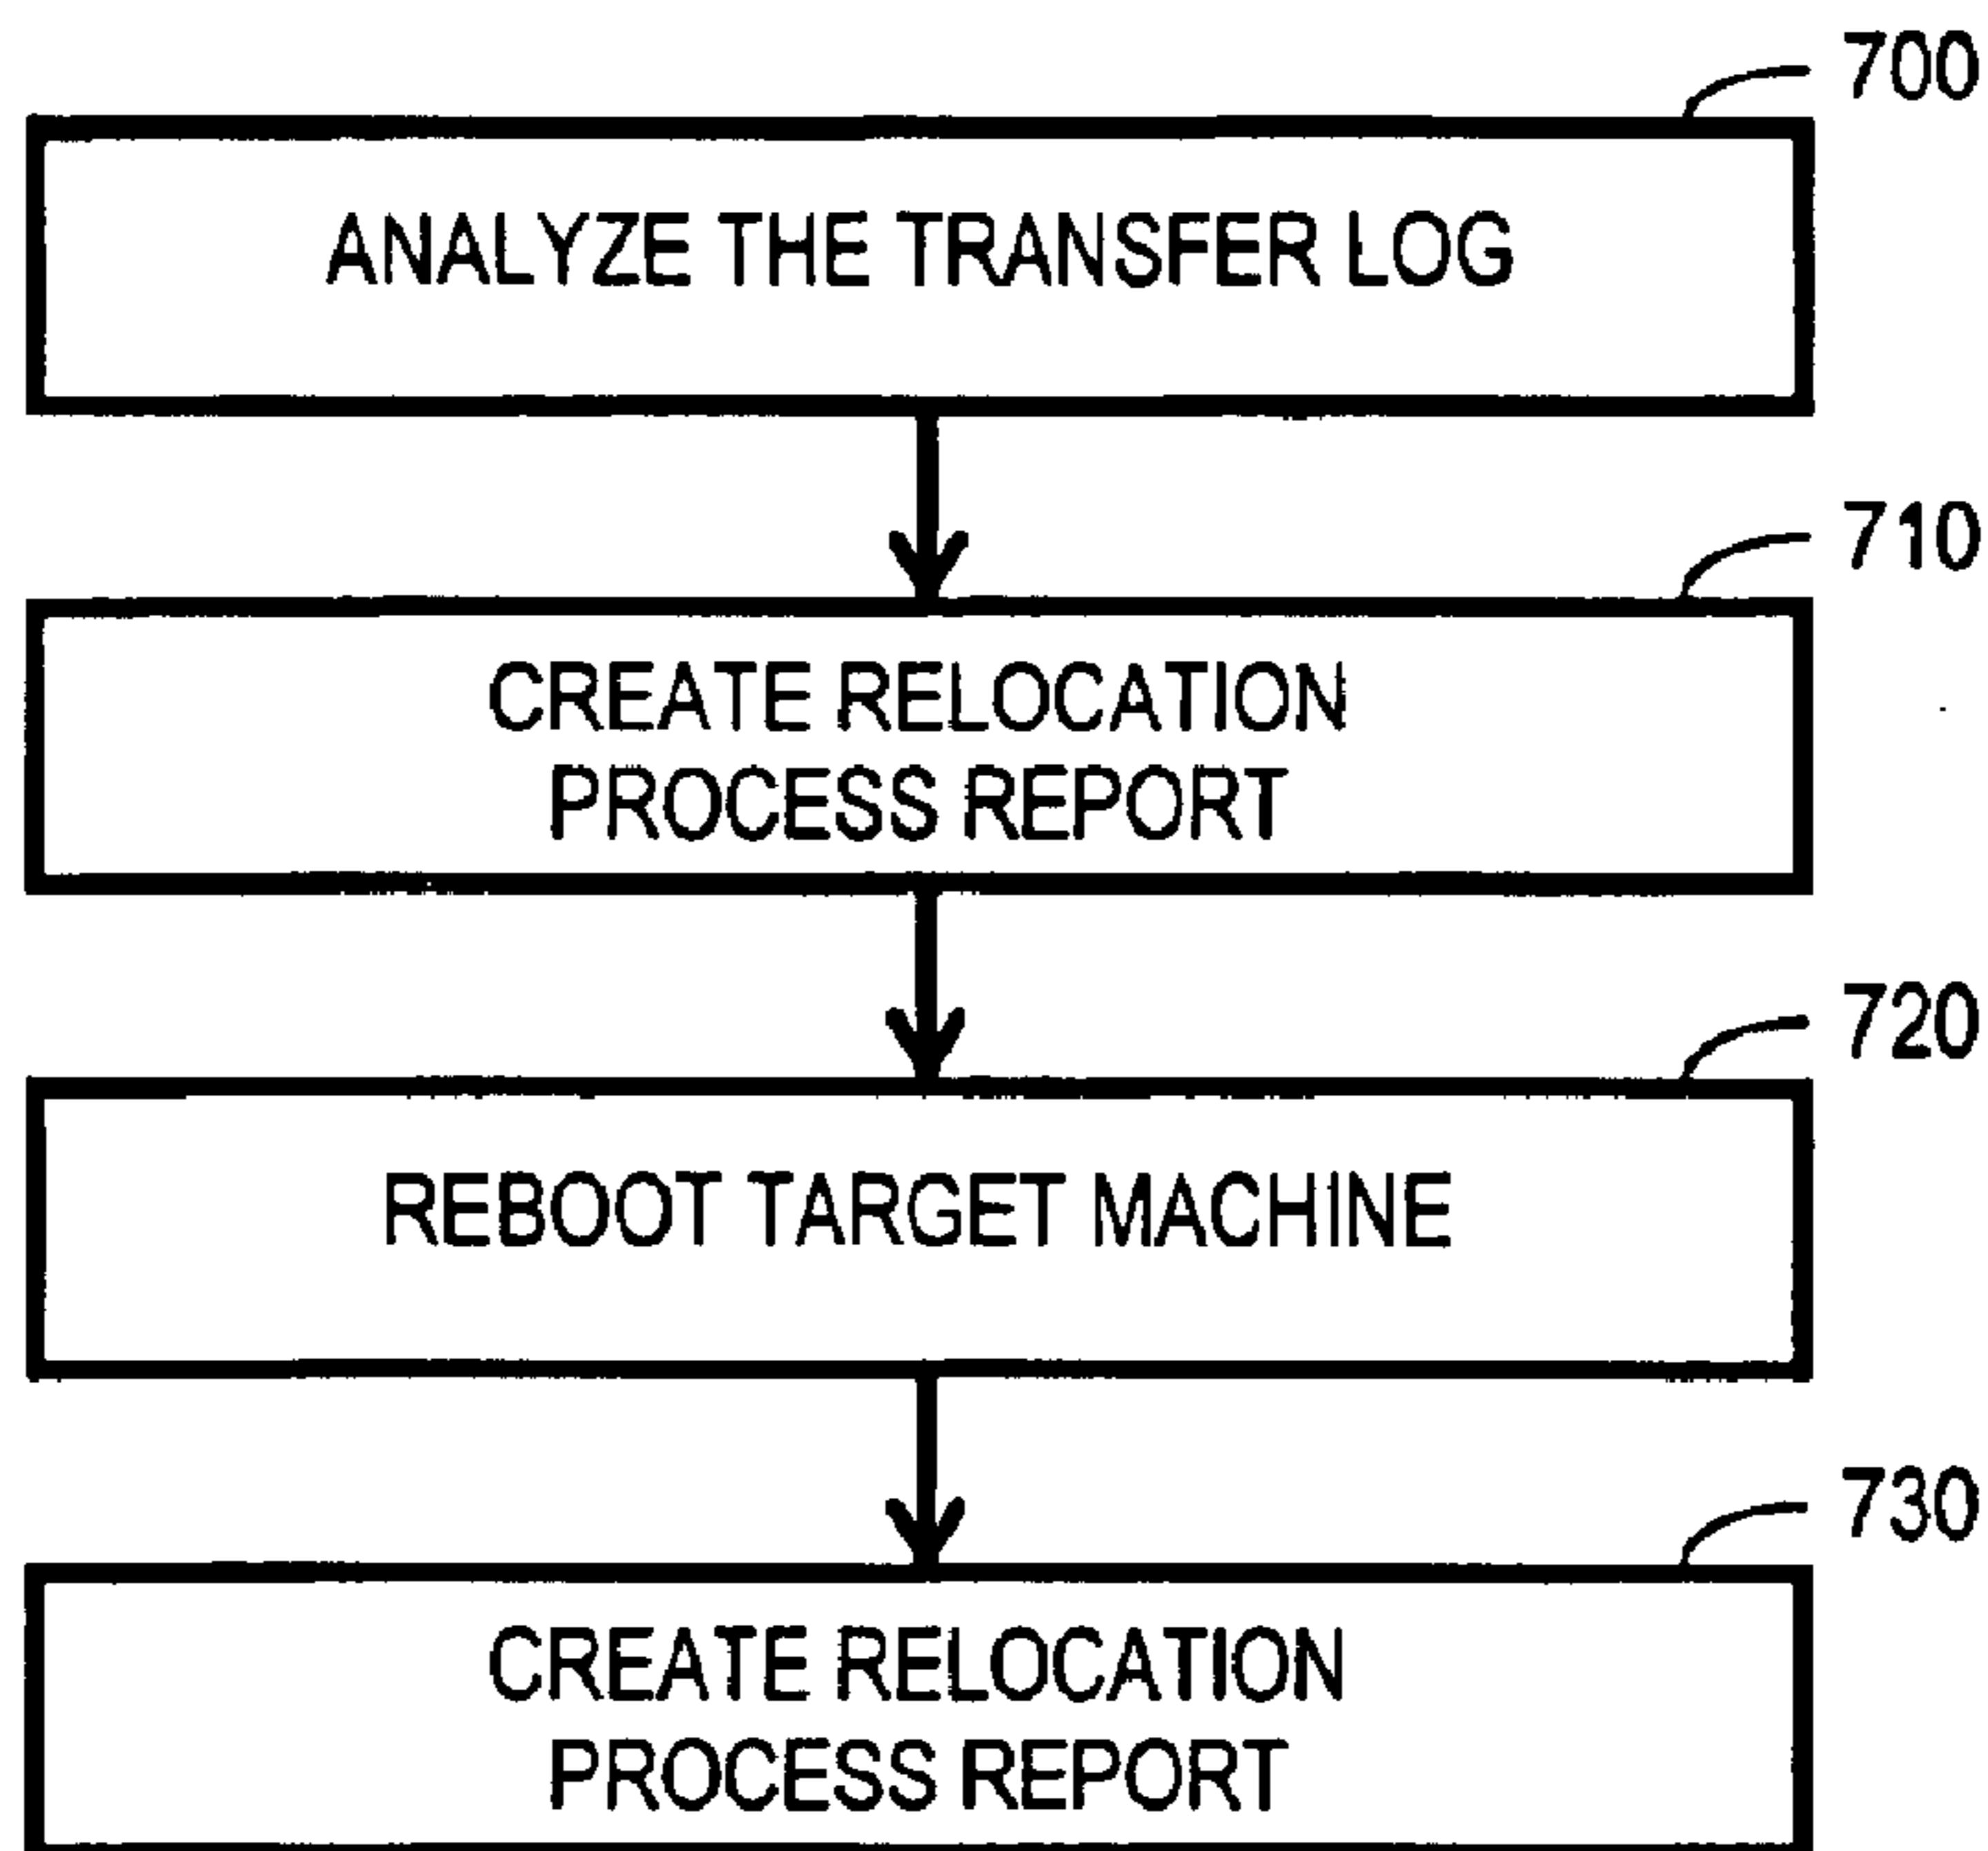 700
ANALYZE THE TRANSFER LOG
710
CREATE RELOCATION
PROCESS REPORT
720
REBOOT TARGET MACHINE
730
CREATE RELOCATION
PROCESS REPORT